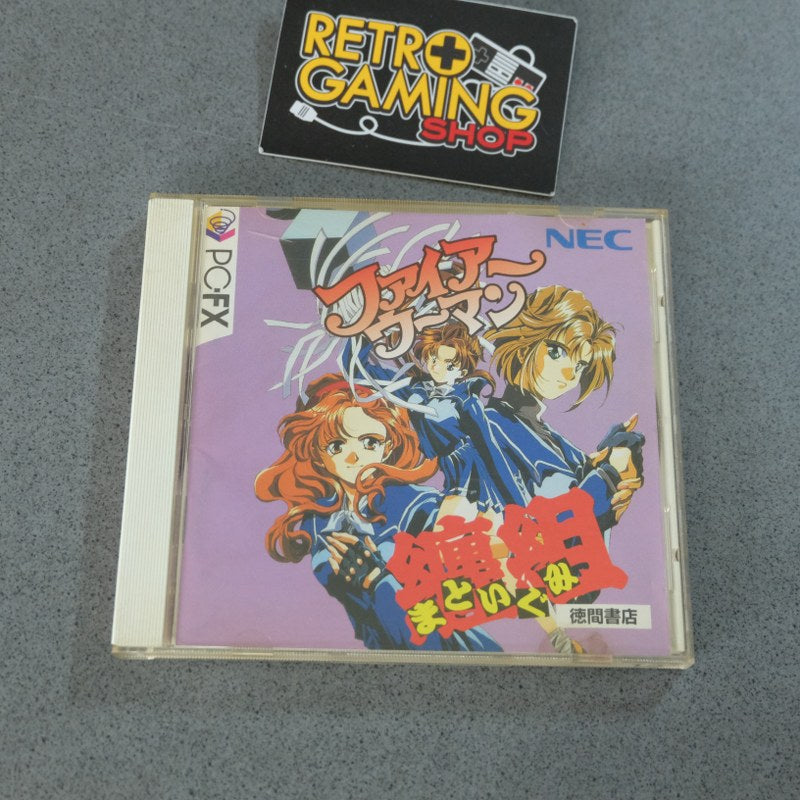 RETRO
GAMING
SHOP
PC-FX
NEC
ファイアー
ウーマン
纏組
まといぐみ
徳間書店